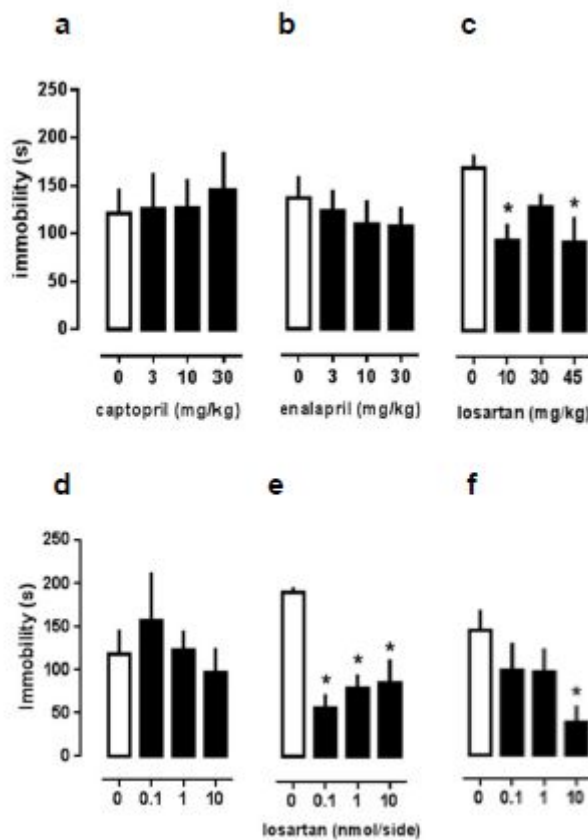 a b c
immobility (s)
250
200
150
100
50
0
0 3 10 30 0 3 10 30 0 10 30 45
captopril (mg/kg) enalapril (mg/kg) losartan (mg/kg)
* *
d e f
Immobility (s)
250
200
150
100
50
0
* * * *
0 0.1 1 10 0 0.1 1 10 0 0.1 1 10
losartan (nmol/side)